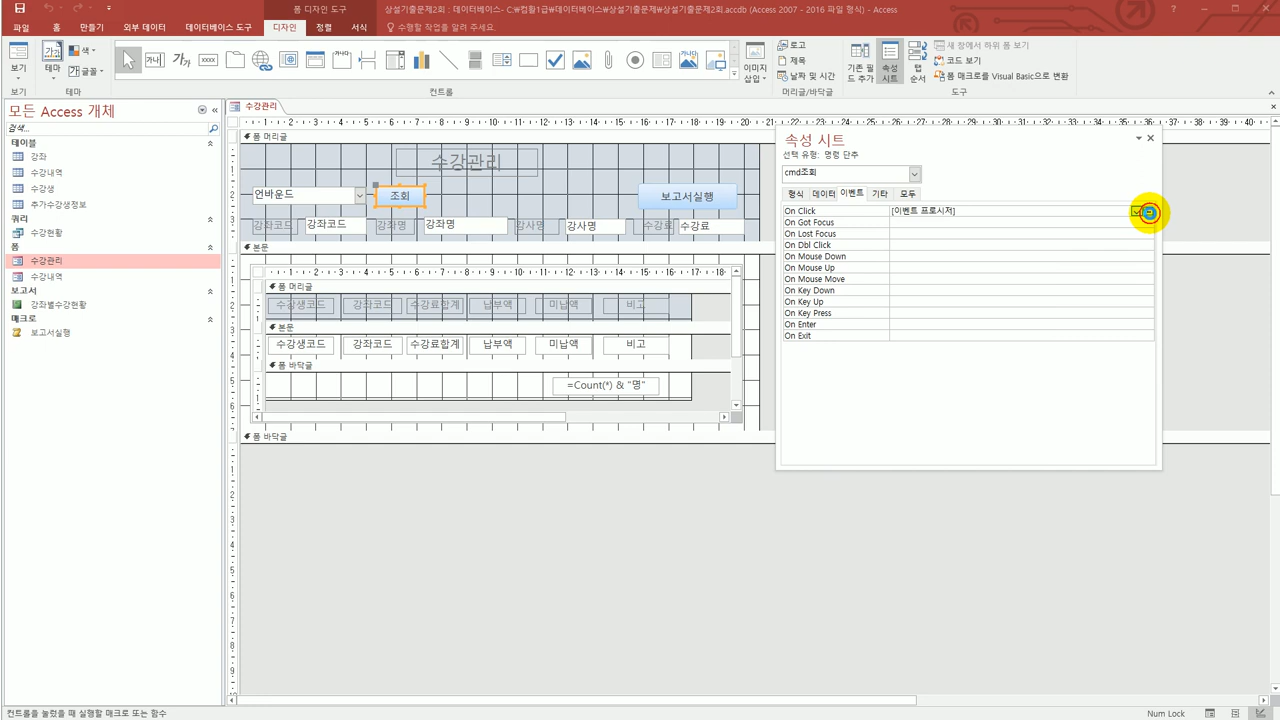 폼 디자인 도구
상설기출문제2회 : 데이터베이스- C:₩컴활1급₩데이터베이스₩상설기출문제₩상설기출문제2회.accdb (Access 2007 - 2016 파일 형식) - Access
파일 홈 만들기 외부 데이터 데이터베이스 도구 디자인 정렬 서식 수행할 작업을 알려 주세요.
보기 테마 색 글꼴 가나 가기 xxxx 이미지 삽입 로고 제목 날짜 및 시간 기존 필드 추가 속성 시트 탭 순서 새 창에서 하위 폼 보기 코드 보기 폼 매크로를 Visual Basic으로 변환
보기 테마 컨트롤 머리글/바닥글 도구
모든 Access 개체
검색...
테이블
강좌
수강내역
수강생
추가수강생정보
쿼리
수강현황
폼
수강관리
수강내역
보고서
강좌별수강현황
매크로
보고서실행
수강관리
폼 머리글
수강관리
언바운드 조회 보고서실행
강좌코드 강좌코드 강좌명 강좌명 강사명 강사명 수강료 수강료
본문
폼 머리글
수강생코드 강좌코드 수강료합계 납부액 미납액 비고
본문
수강생코드 강좌코드 수강료합계 납부액 미납액 비고
폼 바닥글
=Count(*) & "명"
폼 바닥글
속성 시트
선택 유형: 명령 단추
cmd조회
형식 데이터 이벤트 기타 모두
On Click [이벤트 프로시저]
On Got Focus
On Lost Focus
On Dbl Click
On Mouse Down
On Mouse Up
On Mouse Move
On Key Down
On Key Up
On Key Press
On Enter
On Exit
컨트롤을 눌렀을 때 실행할 매크로 또는 함수
Num Lock